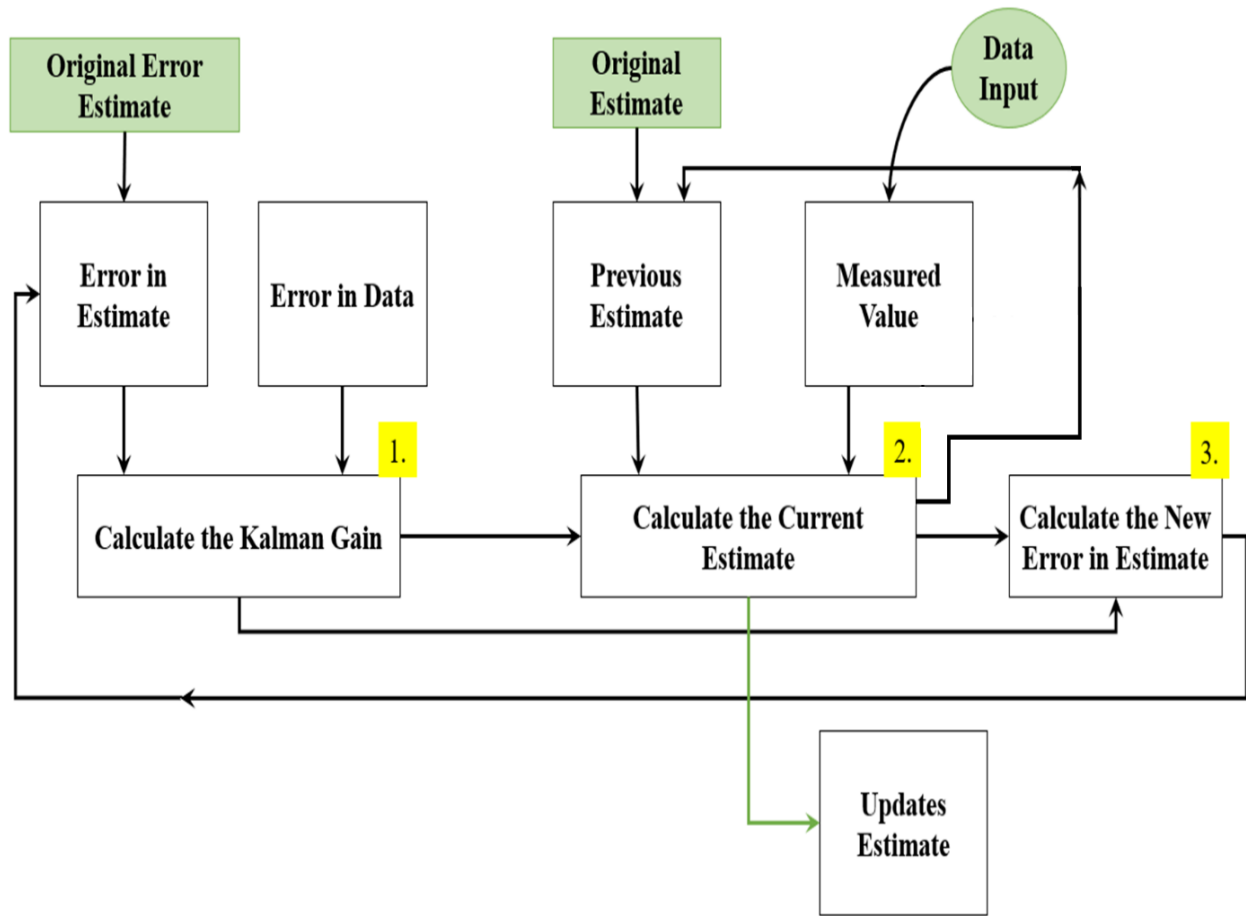 Original Error
Estimate
Original
Estimate
Data
Input
Error in
Estimate
Error in Data
Previous
Estimate
Measured
Value
1.
2.
3.
Calculate the Kalman Gain
Calculate the Current
Estimate
Calculate the New
Error in Estimate
Updates
Estimate